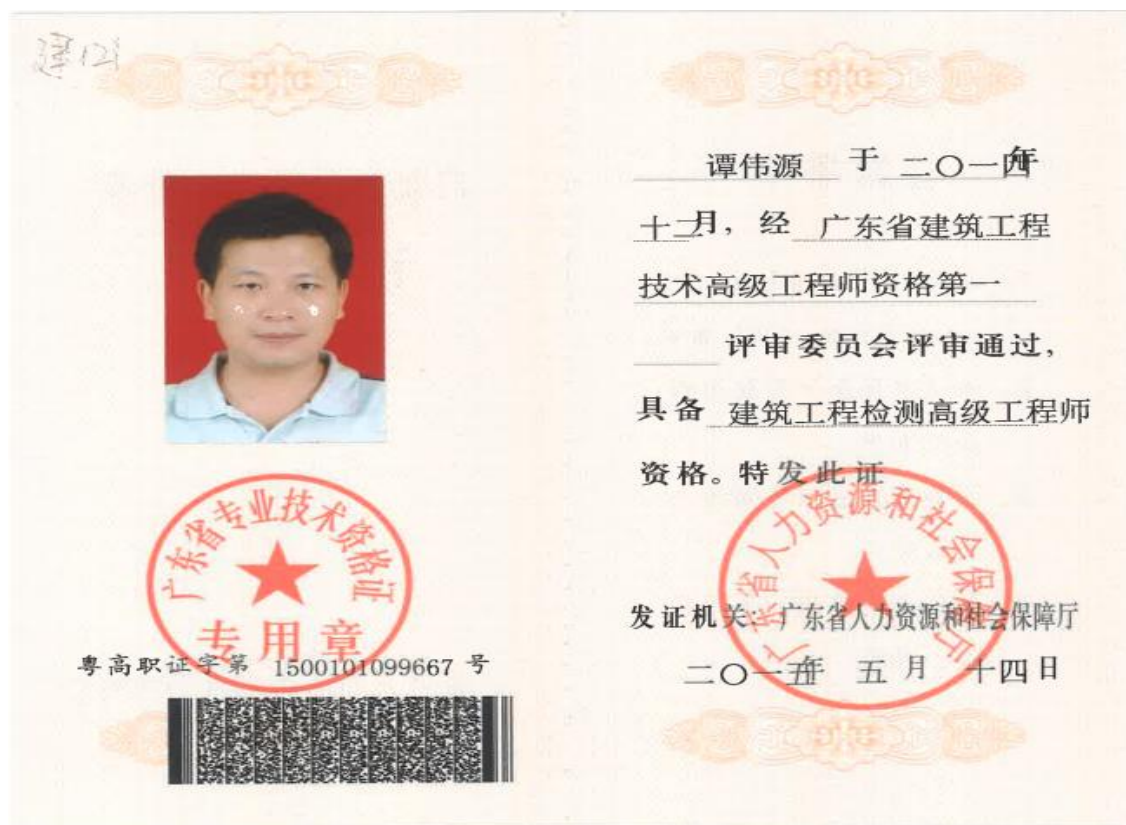 建12
广东省专业技术资格证
专用章
粤高职证字第 1500101099667 号
谭伟源 于 二〇一四年
十二月，经 广东省建筑工程
技术高级工程师资格第一
评审委员会评审通过，
具备 建筑工程检测高级工程师
资格。特发此证
广东省人力资源和社会保障厅
发证机关：广东省人力资源和社会保障厅
二〇一五年 五月 十四日